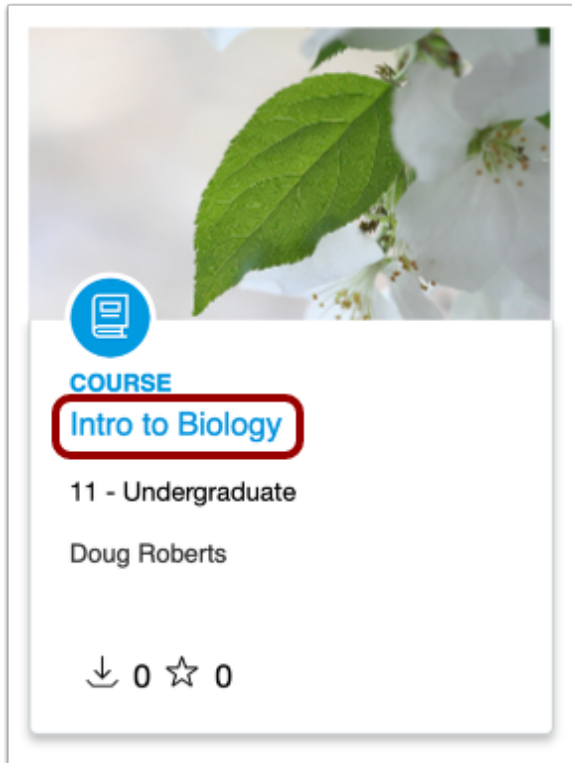 COURSE
Intro to Biology
11 - Undergraduate
Doug Roberts
0 0